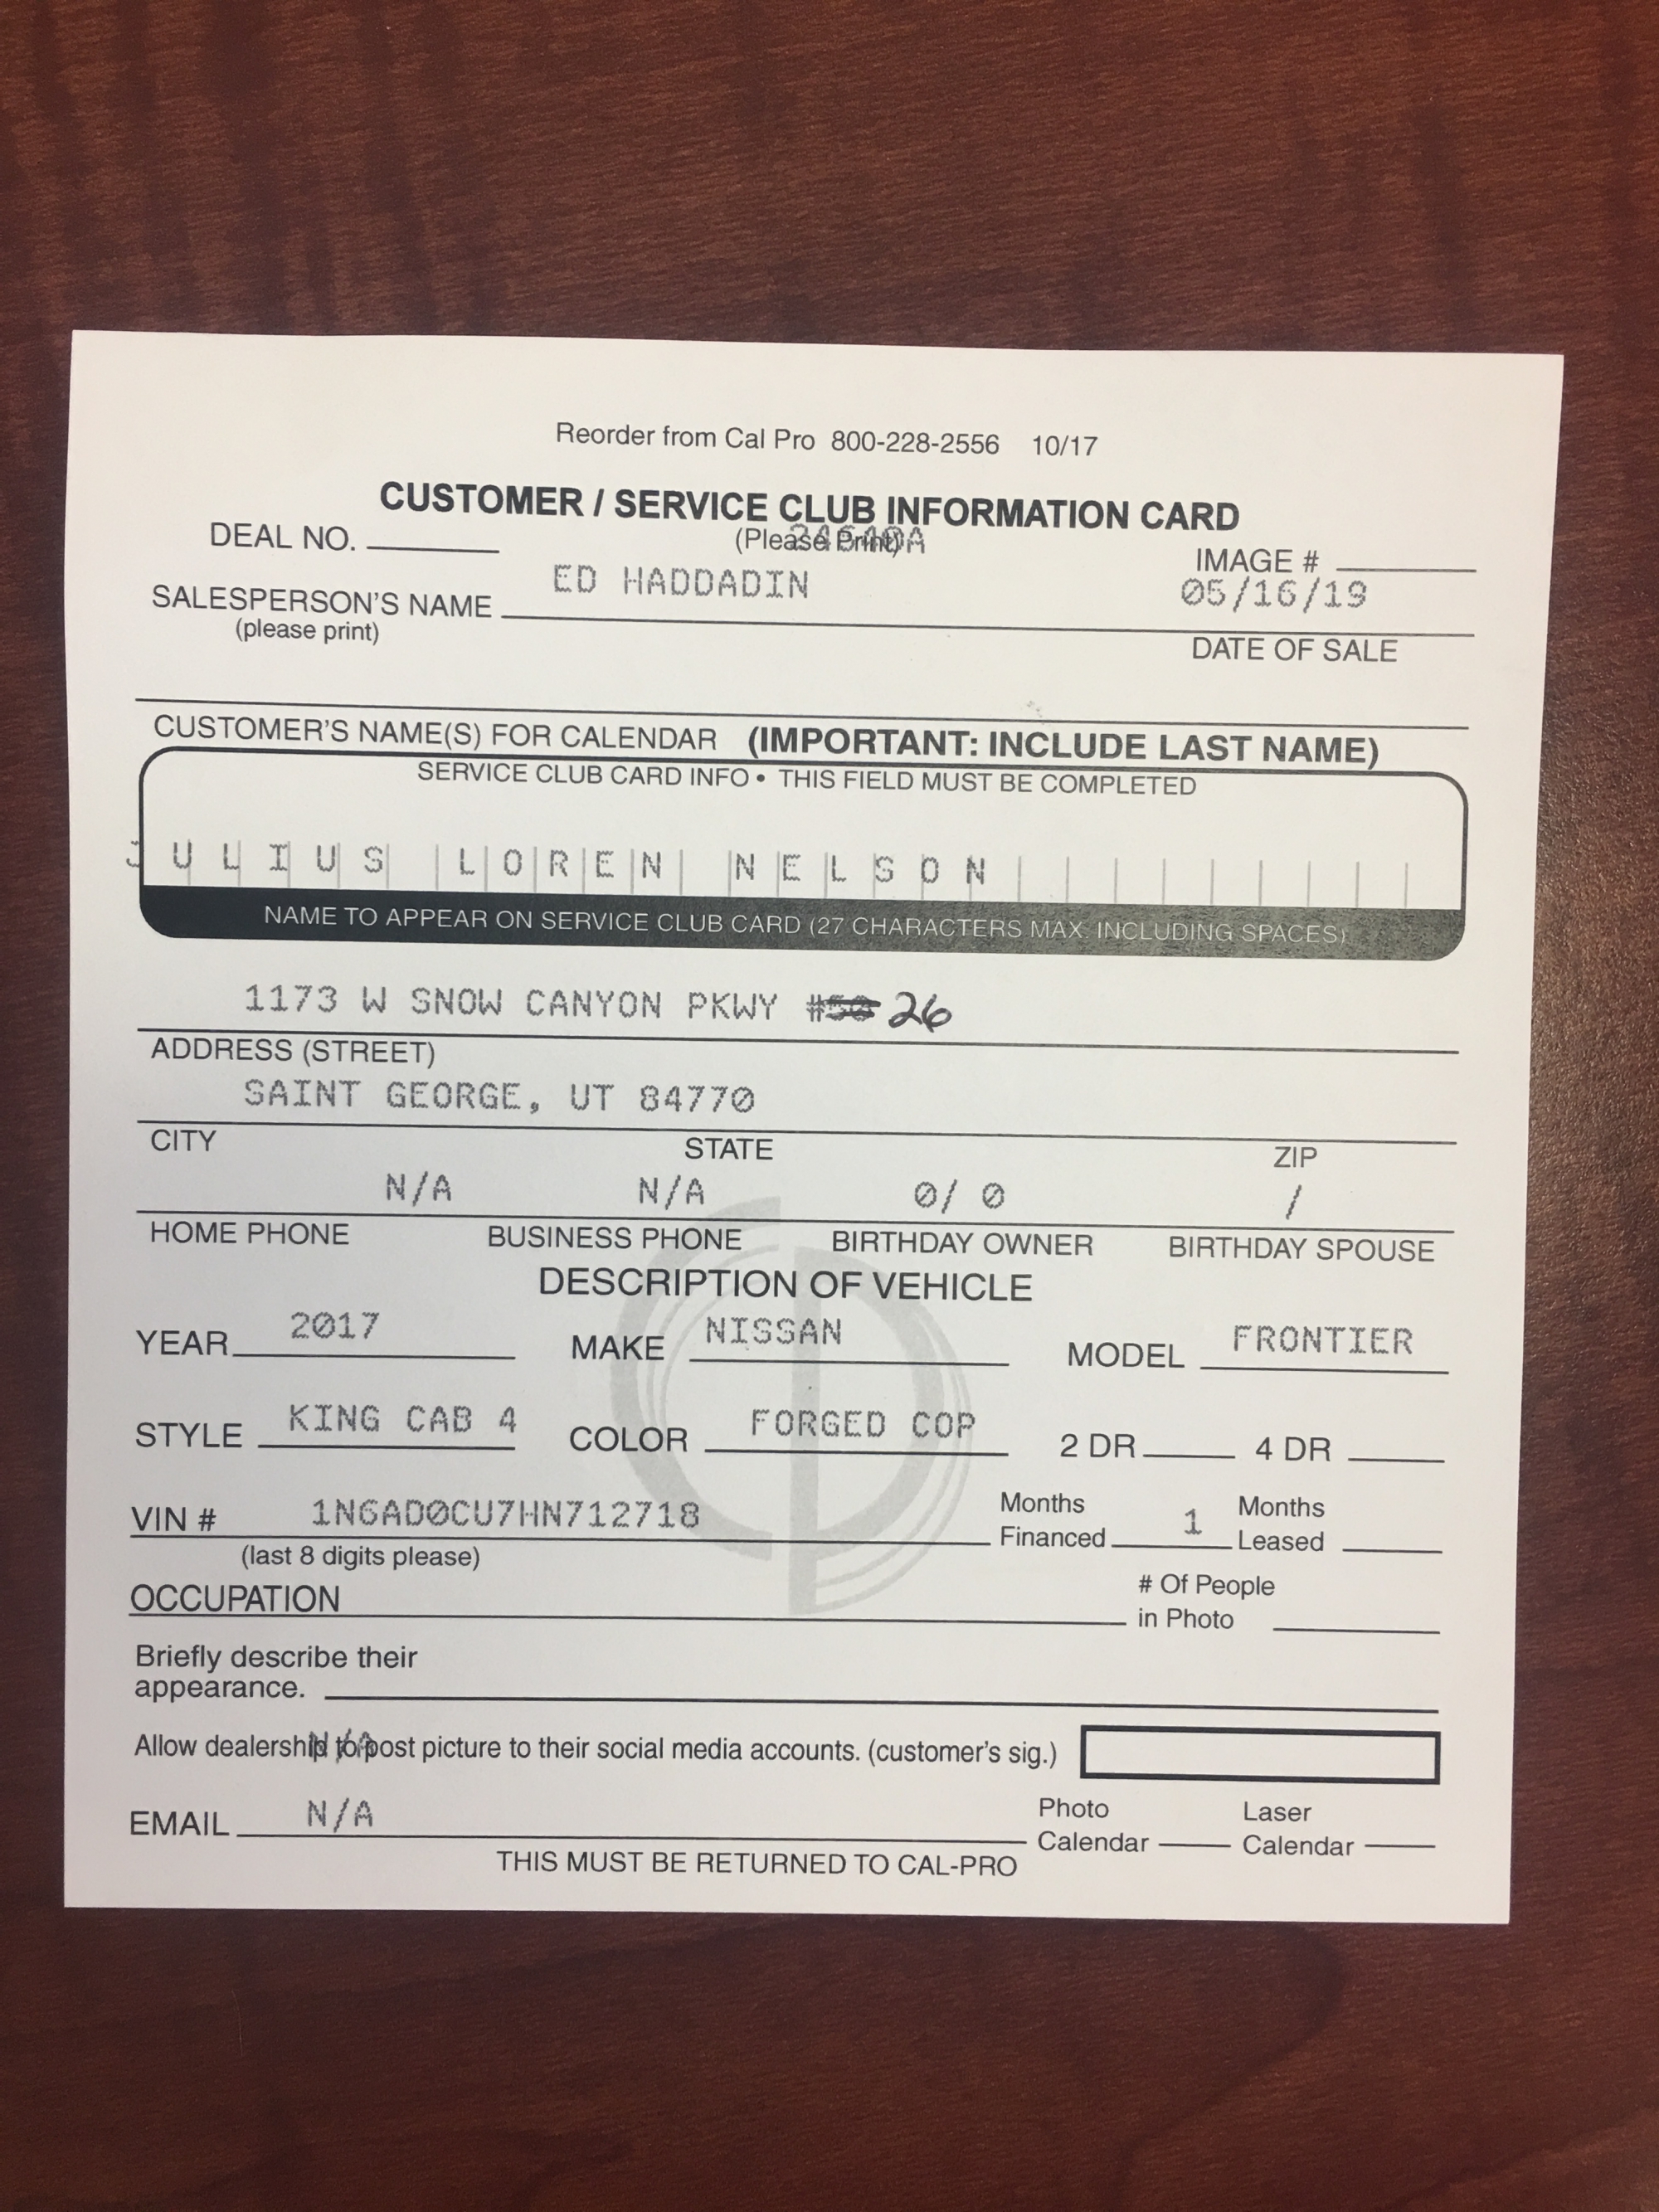 Reorder from Cal Pro 800-228-2556 10/17
CUSTOMER / SERVICE CLUB INFORMATION CARD
DEAL NO. (Please Print)
IMAGE #
SALESPERSON'S NAME ED HADDADIN 05/16/19
(please print) DATE OF SALE
CUSTOMER'S NAME(S) FOR CALENDAR (IMPORTANT: INCLUDE LAST NAME)
SERVICE CLUB CARD INFO • THIS FIELD MUST BE COMPLETED
JULIUS LOREN NELSON
NAME TO APPEAR ON SERVICE CLUB CARD (27 CHARACTERS MAX. INCLUDING SPACES)
1173 W SNOW CANYON PKWY # 26
ADDRESS (STREET)
SAINT GEORGE, UT 84770
CITY STATE ZIP
N/A N/A 0/ 0 /
HOME PHONE BUSINESS PHONE BIRTHDAY OWNER BIRTHDAY SPOUSE
DESCRIPTION OF VEHICLE
YEAR 2017 MAKE NISSAN MODEL FRONTIER
STYLE KING CAB 4 COLOR FORGED COP 2 DR 4 DR
VIN # 1N6AD0CU7HN712718 Months Financed 1 Months Leased
(last 8 digits please)
OCCUPATION # Of People in Photo
Briefly describe their
appearance.
Allow dealership to post picture to their social media accounts. (customer's sig.)
N/A
EMAIL N/A Photo Calendar Laser Calendar
THIS MUST BE RETURNED TO CAL-PRO